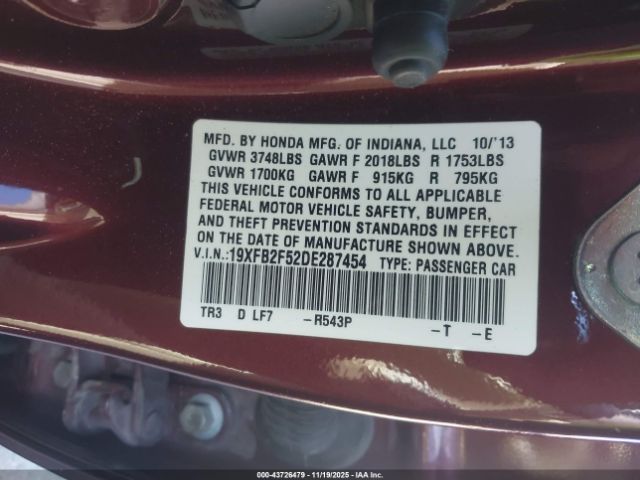 MFD. BY HONDA MFG. OF INDIANA, LLC 10/'13
GVWR 3748LBS GAWR F 2018LBS R 1753LBS
GVWR 1700KG GAWR F 915KG R 795KG
THIS VEHICLE CONFORMS TO ALL APPLICABLE
FEDERAL MOTOR VEHICLE SAFETY, BUMPER,
AND THEFT PREVENTION STANDARDS IN EFFECT
ON THE DATE OF MANUFACTURE SHOWN ABOVE.
V.I.N.:19XFB2F52DE287454 TYPE: PASSENGER CAR
TR3 D LF7 -R543P -T -E
000-43726479 | 11/19/2025 | IAAI.COM